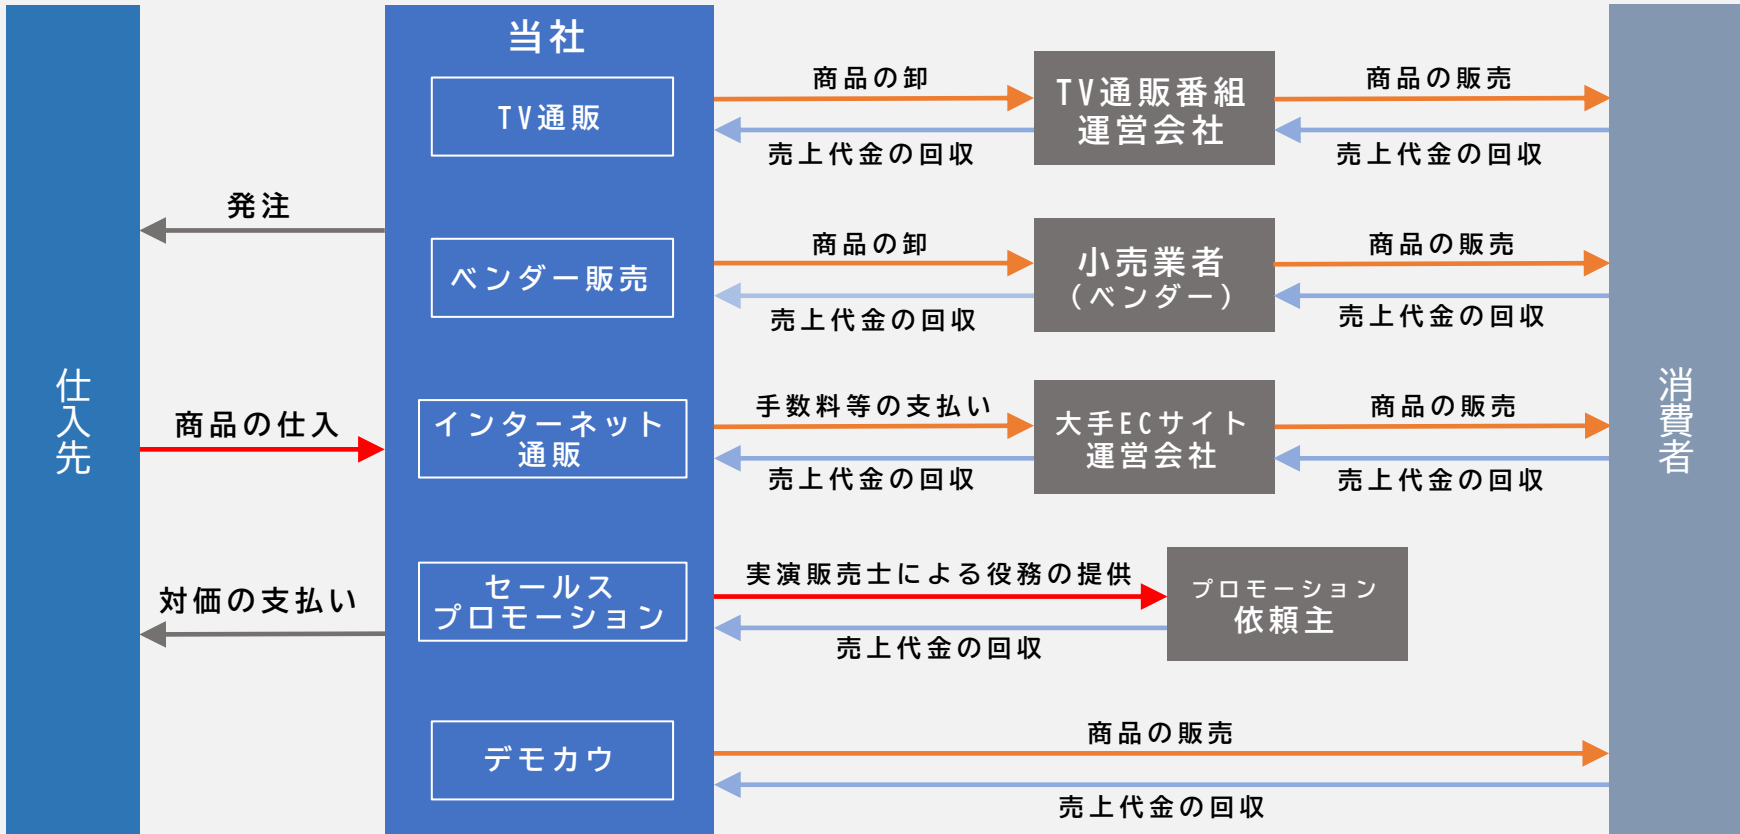 当社
TV通販
商品の卸
売上代金の回収
TV通販番組
運営会社
商品の販売
売上代金の回収
発注
ベンダー販売
商品の卸
売上代金の回収
小売業者
(ベンダー)
商品の販売
売上代金の回収
仕入先
商品の仕入
インターネット
通販
手数料等の支払い
売上代金の回収
大手ECサイト
運営会社
商品の販売
売上代金の回収
消費者
対価の支払い
セールス
プロモーション
実演販売士による役務の提供
売上代金の回収
プロモーション
依頼主
デモカウ
商品の販売
売上代金の回収